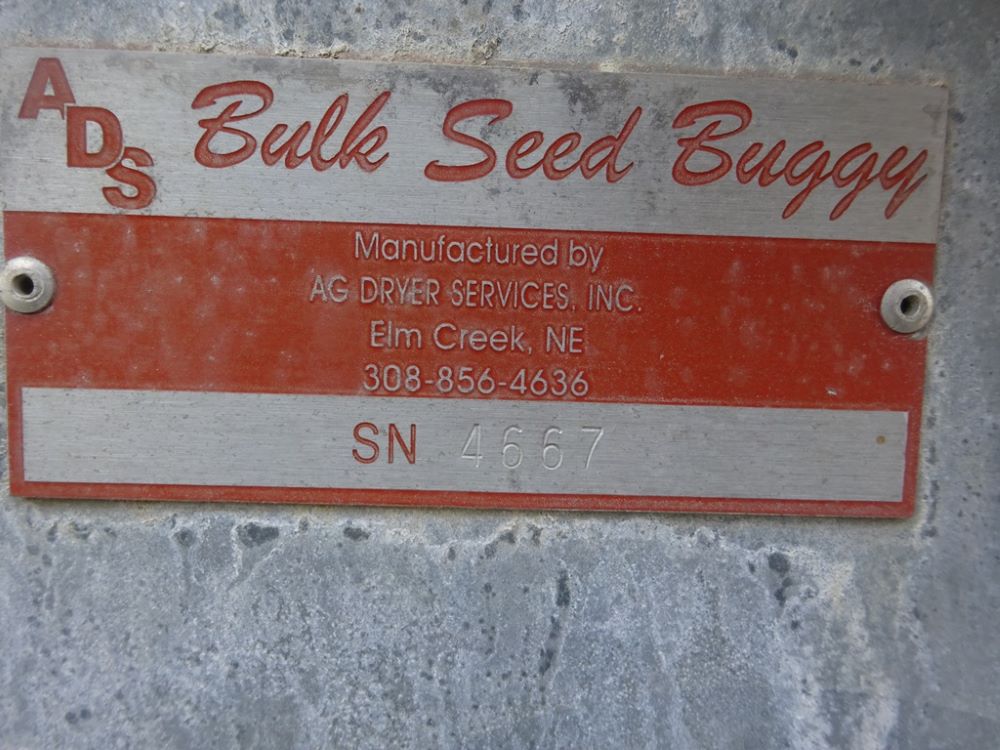 ADS Bulk Seed Buggy
Manufactured by
AG DRYER SERVICES, INC.
Elm Creek, NE
308-856-4636
SN 4667